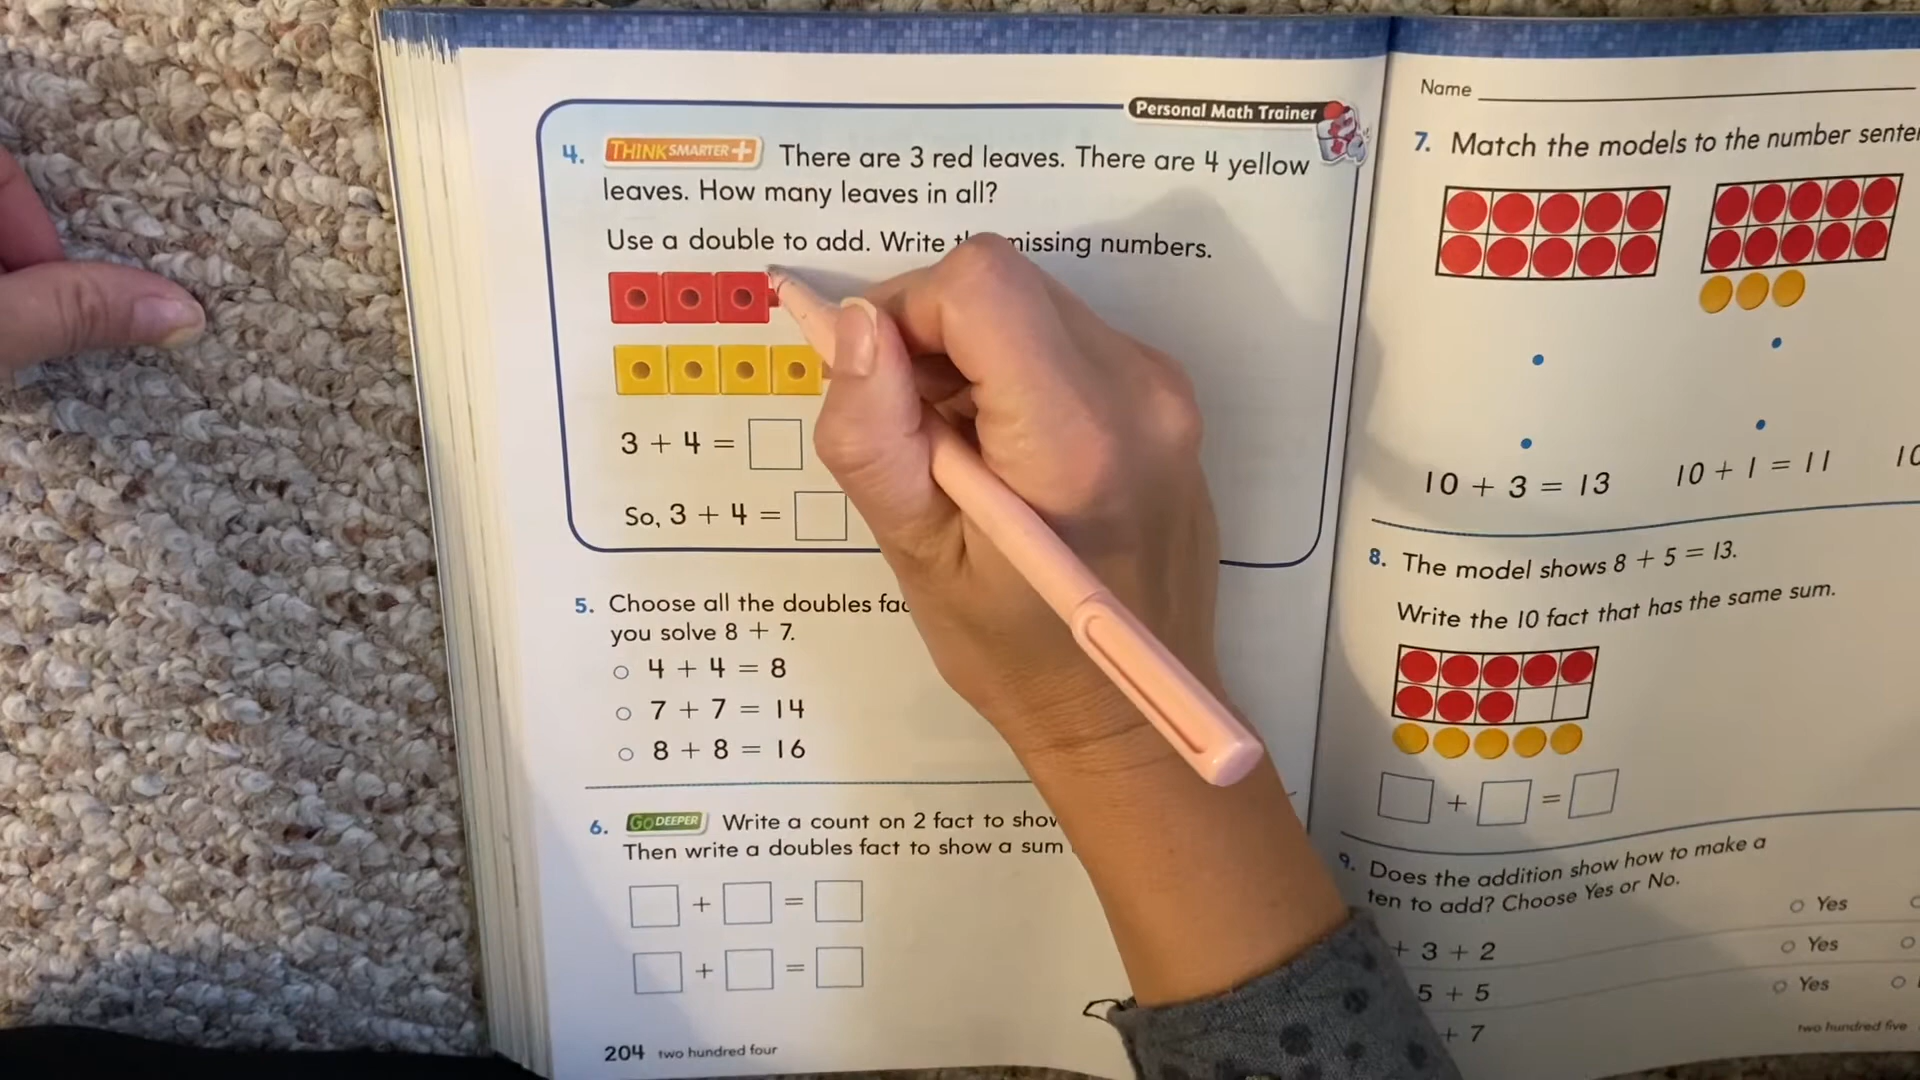 Personal Math Trainer
4. THINK SMARTER + There are 3 red leaves. There are 4 yellow
leaves. How many leaves in all?
Use a double to add. Write missing numbers.
3 + 4 =
So, 3 + 4 =
5. Choose all the doubles
you solve 8 + 7.
4 + 4 = 8
7 + 7 = 14
8 + 8 = 16
6. GO DEEPER Write a count on 2 fact to
Then write a doubles fact to show a sum
+ =
+ =
204 two hundred four
Name
7. Match the models to the number
10 + 3 = 13 10 + 1 = 11
8. The model shows 8 + 5 = 13.
Write the 10 fact that has the same sum.
+ =
9. Does the addition show how to make a
ten to add? Choose Yes or No.
Yes
+ 3 + 2 Yes
5 + 5 Yes
+ 7
two hundred five